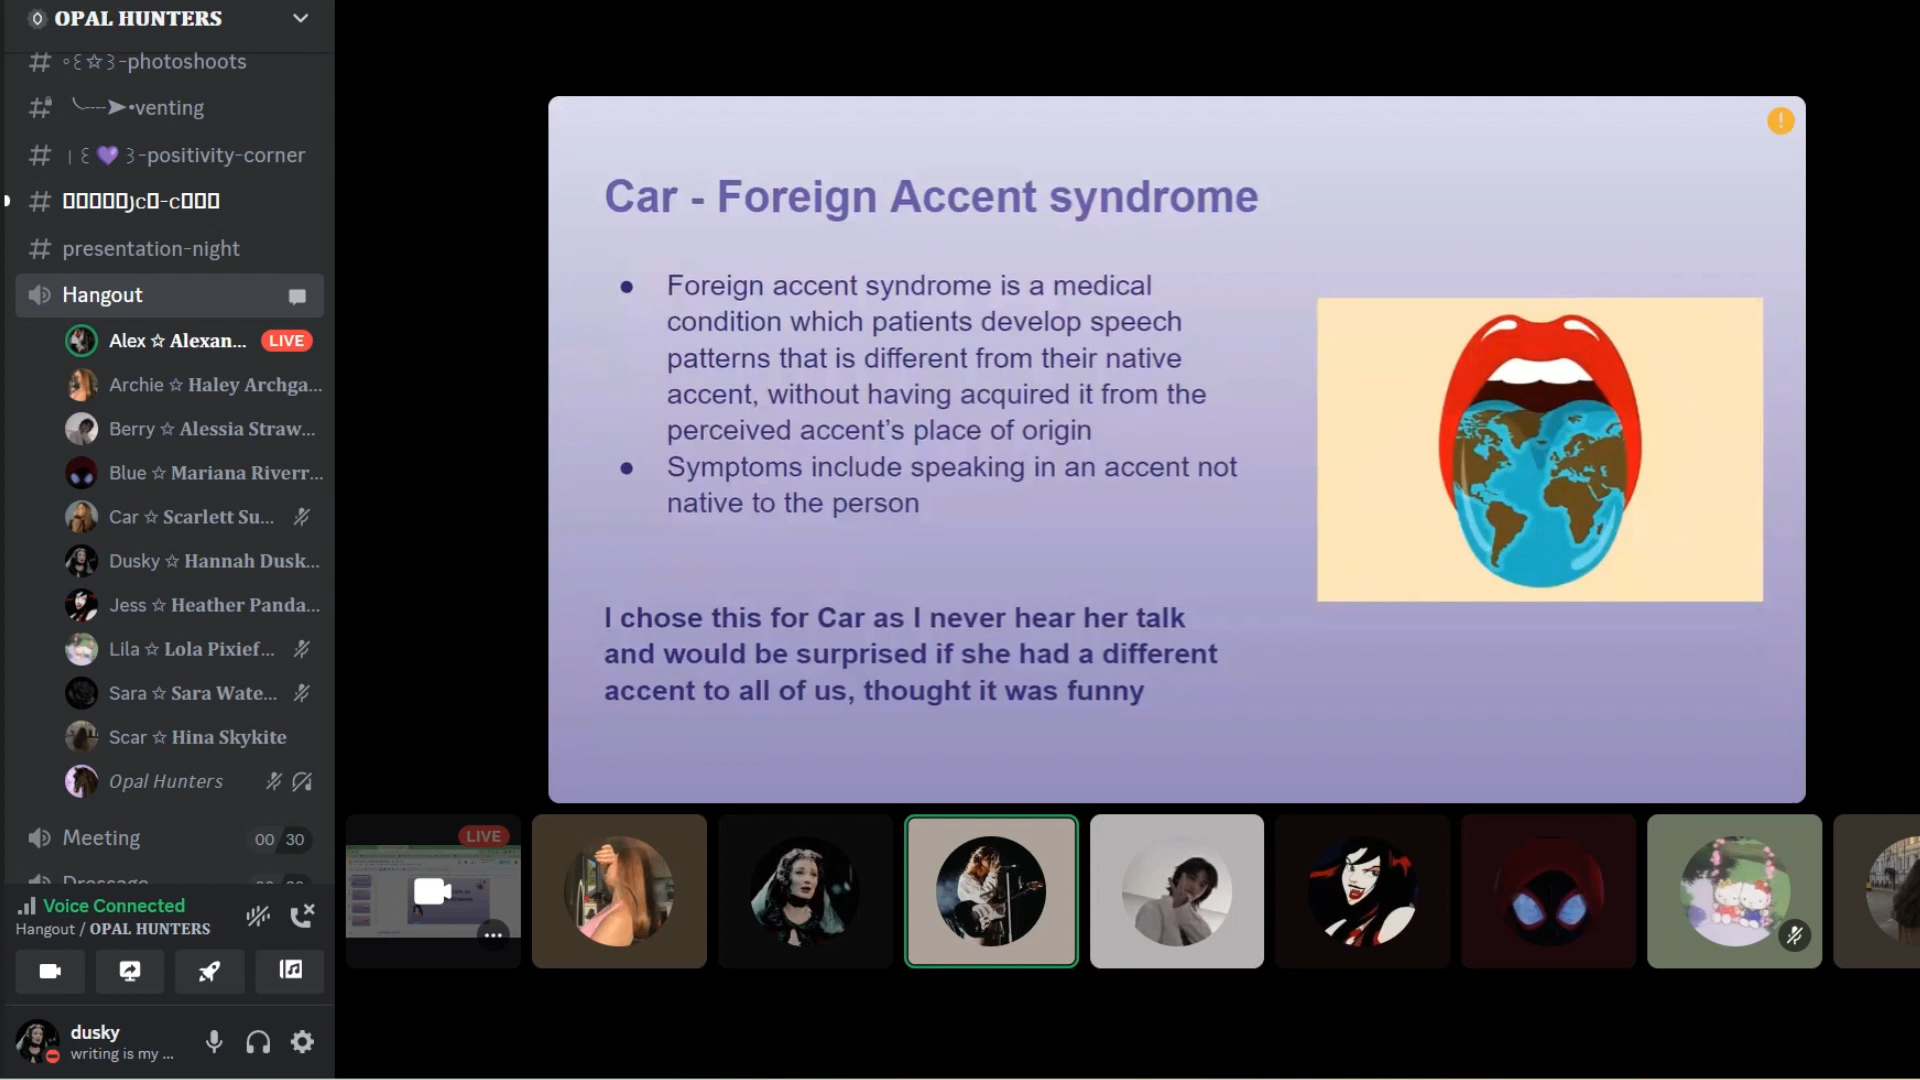 OPAL HUNTERS
-photoshoots
•venting
-positivity-corner
presentation-night
Hangout
Alex ☆ Alexan... LIVE
Archie ☆ Haley Archga...
Berry ☆ Alessia Straw...
Blue ☆ Mariana Riverr...
Car ☆ Scarlett Su...
Dusky ☆ Hannah Dusk...
Jess ☆ Heather Panda...
Lila ☆ Lola Pixief...
Sara ☆ Sara Wate...
Scar ☆ Hina Skykite
Opal Hunters
Meeting 00 30
Voice Connected
Hangout / OPAL HUNTERS
dusky
writing is my ...
Car - Foreign Accent syndrome
● Foreign accent syndrome is a medical
condition which patients develop speech
patterns that is different from their native
accent, without having acquired it from the
perceived accent's place of origin
● Symptoms include speaking in an accent not
native to the person
I chose this for Car as I never hear her talk
and would be surprised if she had a different
accent to all of us, thought it was funny
LIVE